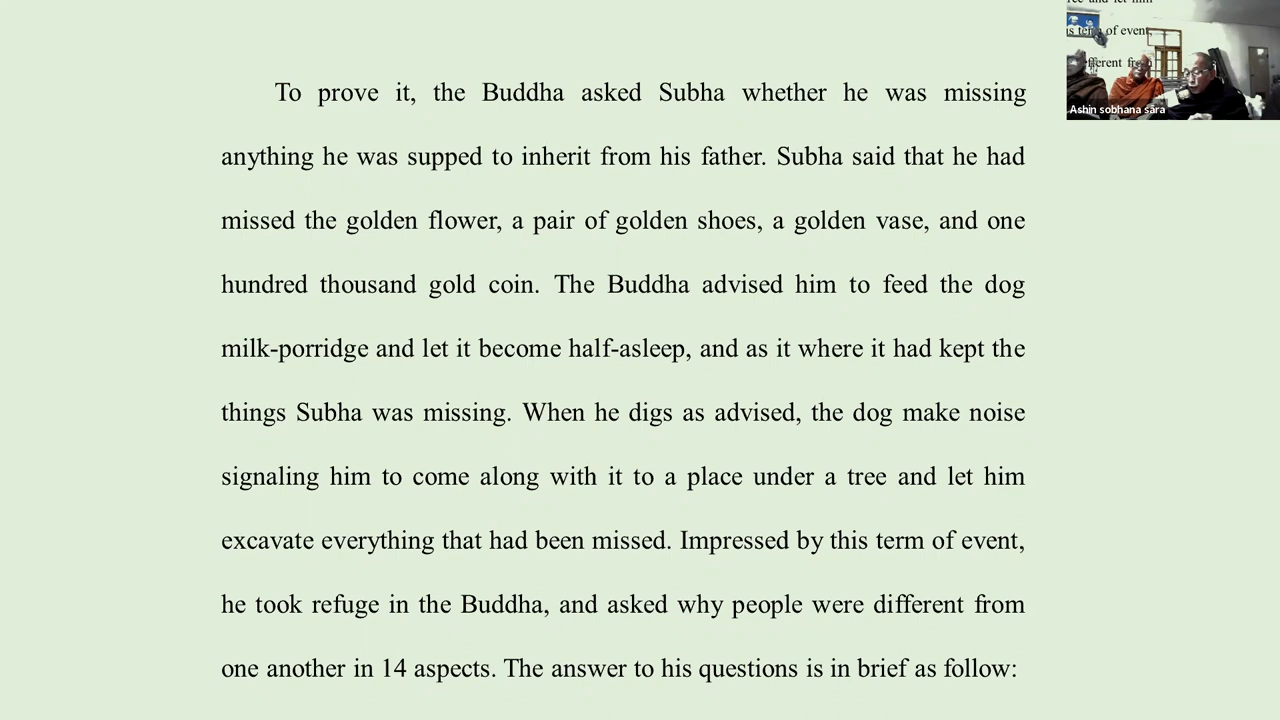 To prove it, the Buddha asked Subha whether he was missing
anything he was supped to inherit from his father. Subha said that he had
missed the golden flower, a pair of golden shoes, a golden vase, and one
hundred thousand gold coin. The Buddha advised him to feed the dog
milk-porridge and let it become half-asleep, and as it where it had kept the
things Subha was missing. When he digs as advised, the dog make noise
signaling him to come along with it to a place under a tree and let him
excavate everything that had been missed. Impressed by this term of event,
he took refuge in the Buddha, and asked why people were different from
one another in 14 aspects. The answer to his questions is in brief as follow:
is term of event,
fferent fr
Ashin sobhana sāra